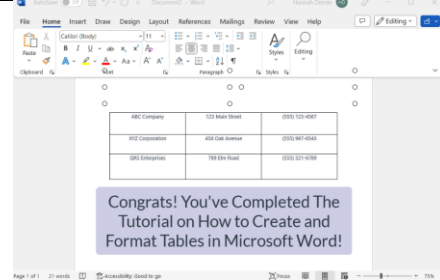 AutoSave Document2 - Word Haresh Dende
File Home Insert Draw Design Layout References Mailings Review View Help Editing
Calibri (Body) 11
Paste
Styles Editing
Clipboard Font Paragraph Styles
ABC Company 123 Main Street (555) 123-4567
XYZ Corporation 456 Oak Avenue (555) 987-6543
QRS Enterprises 789 Elm Road (555) 321-6789
Congrats! You've Completed The
Tutorial on How to Create and
Format Tables in Microsoft Word!
Page 1 of 1 21 words Accessibility: Good to go Focus 75%